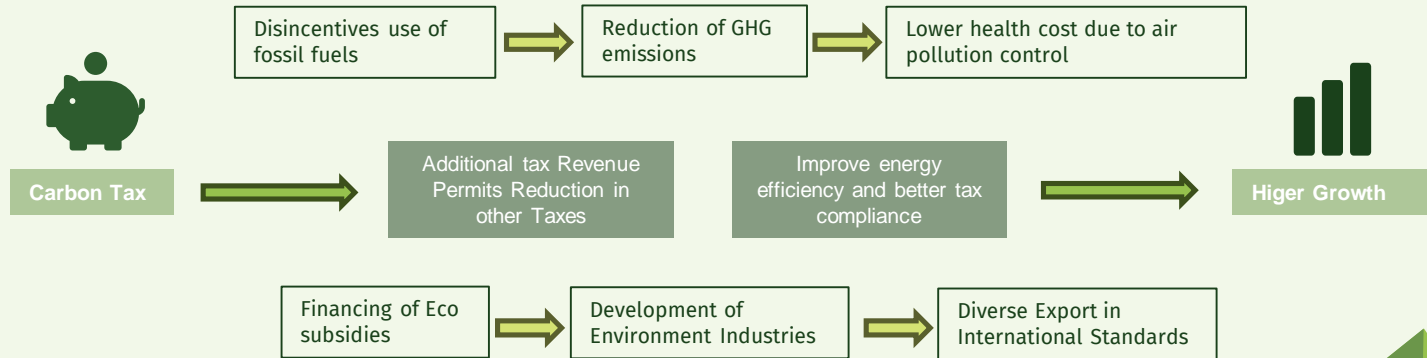 Disincentives use of
fossil fuels
Reduction of GHG
emissions
Lower health cost due to air
pollution control
Carbon Tax
Additional tax Revenue
Permits Reduction in
other Taxes
Improve energy
efficiency and better tax
compliance
Higer Growth
Financing of Eco
subsidies
Development of
Environment Industries
Diverse Export in
International Standards